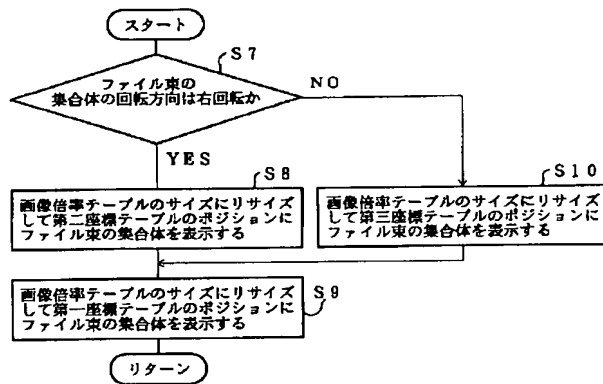 スタート
S7
ファイル束の
集合体の回転方向は右回転か
NO
YES
S8
画像倍率テーブルのサイズにリサイズ
して第二座標テーブルのポジションに
ファイル束の集合体を表示する
S10
画像倍率テーブルのサイズにリサイズ
して第三座標テーブルのポジションに
ファイル束の集合体を表示する
画像倍率テーブルのサイズにリサイズ
して第一座標テーブルのポジションに
ファイル束の集合体を表示する
S9
リターン